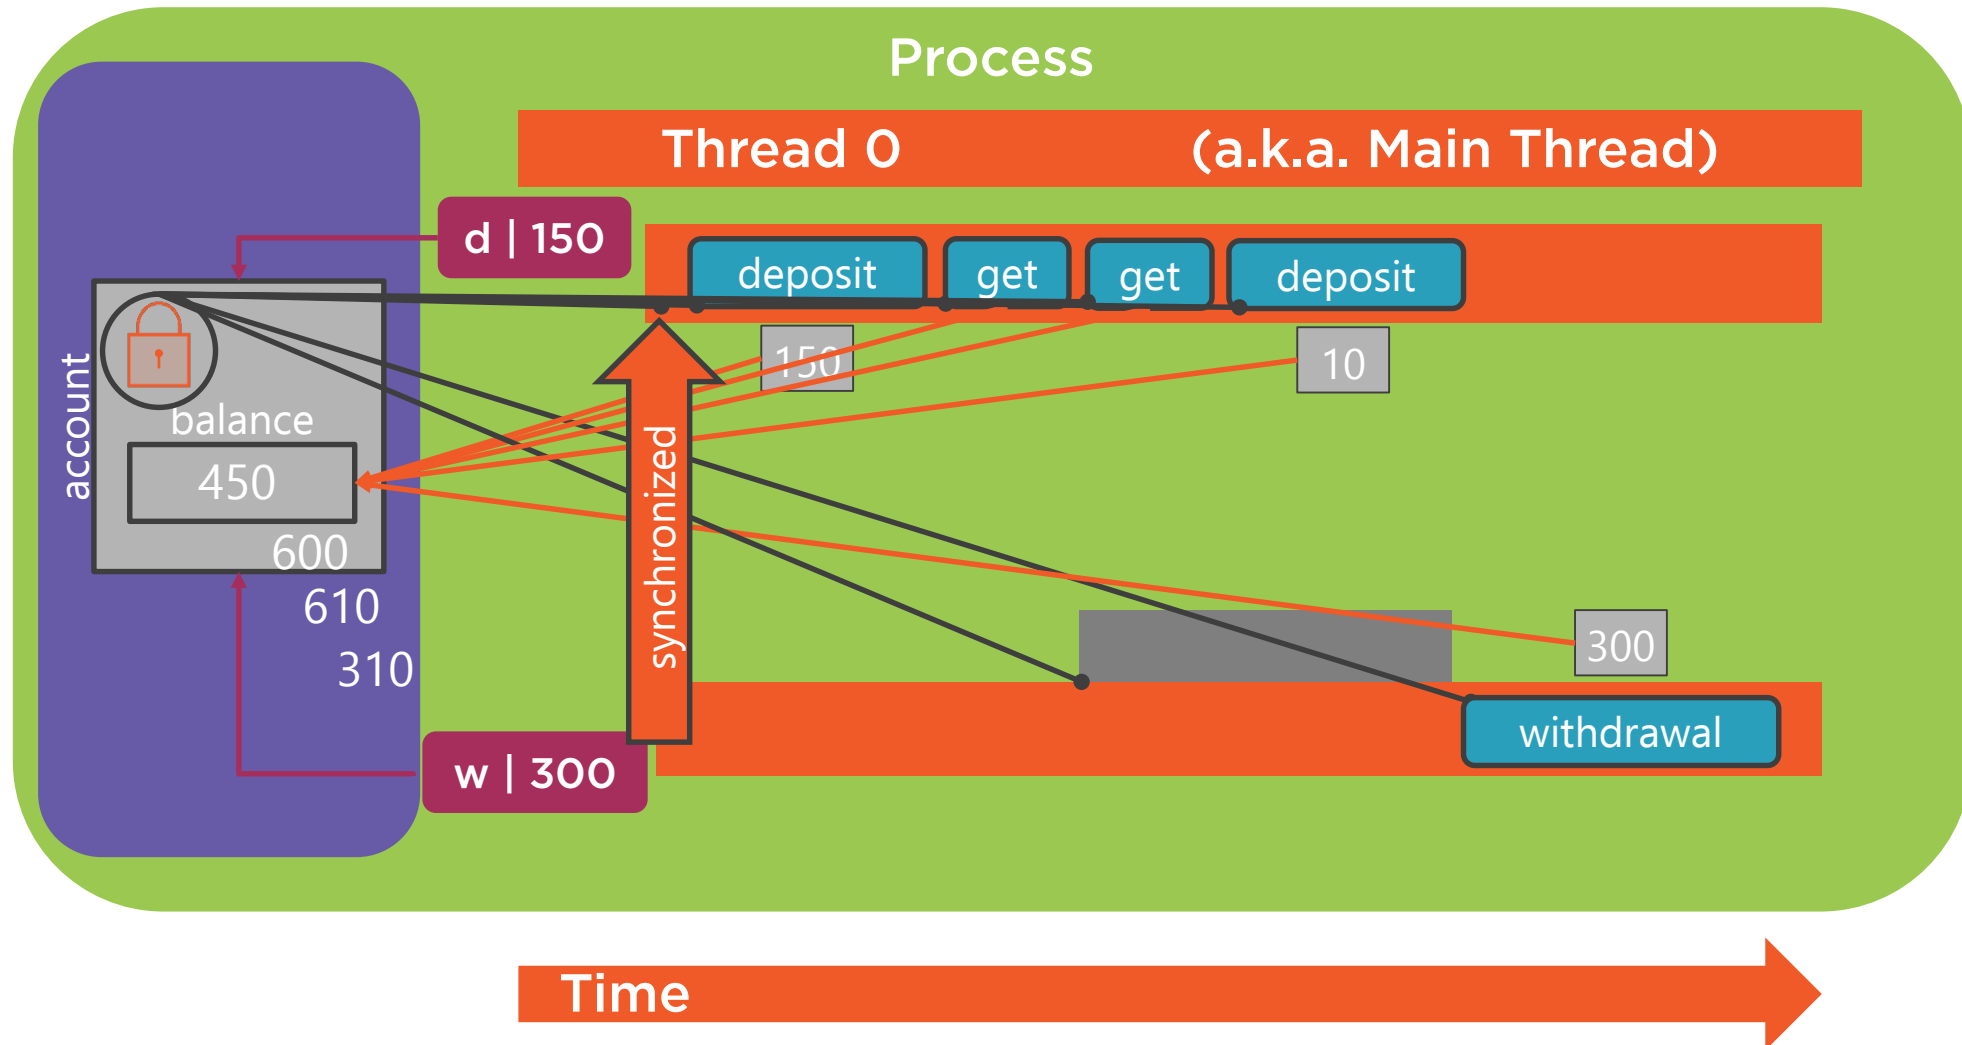 Process
Thread 0 (a.k.a. Main Thread)
d | 150
deposit get get deposit
150 10
account
balance
450
600
610
310
synchronized
300
withdrawal
w | 300
Time